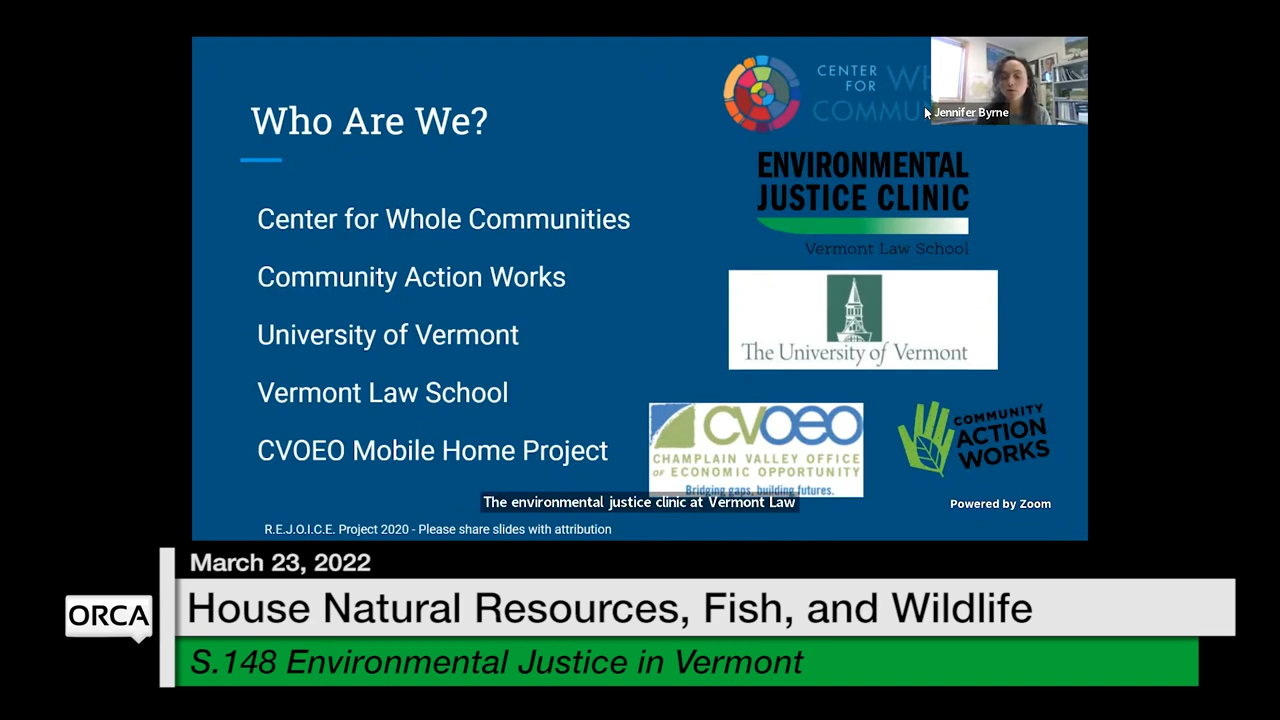 Who Are We?
Center for Whole Communities
Community Action Works
University of Vermont
Vermont Law School
CVOEO Mobile Home Project
CENTER
FOR
Jennifer Byrne
ENVIRONMENTAL
JUSTICE CLINIC
Vermont Law School
The University of Vermont
CVOEO
CHAMPLAIN VALLEY OFFICE
OF ECONOMIC OPPORTUNITY
Bridging gaps, building futures.
COMMUNITY
ACTION
WORKS
The environmental justice clinic at Vermont Law
Powered by Zoom
R.E.J.O.I.C.E. Project 2020 - Please share slides with attribution
March 23, 2022
ORCA
House Natural Resources, Fish, and Wildlife
S.148 Environmental Justice in Vermont